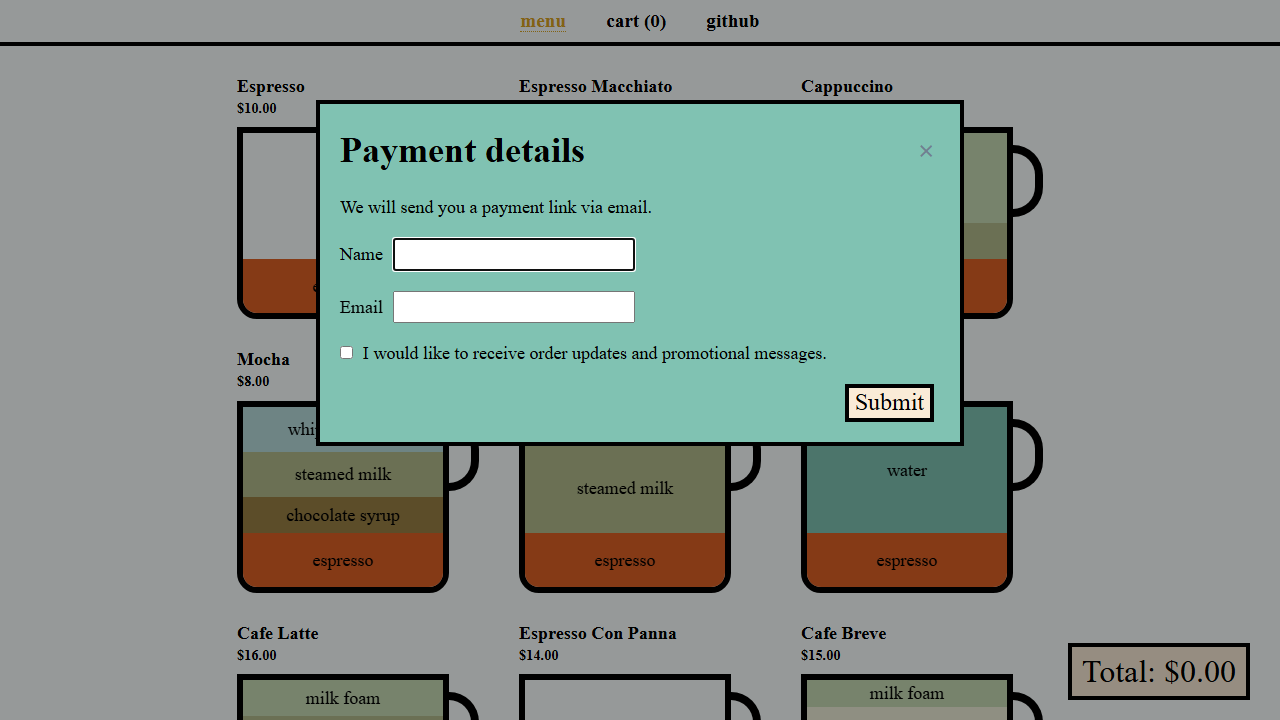 menu cart (0) github
Espresso Espresso Macchiato Cappuccino
$10.00
Payment details ×
We will send you a payment link via email.
Name
Email
I would like to receive order updates and promotional messages.
Submit
Mocha
$8.00
steamed milk
chocolate syrup
espresso
steamed milk
espresso
water
espresso
Cafe Latte Espresso Con Panna Cafe Breve
$16.00 $14.00 $15.00
milk foam milk foam
Total: $0.00